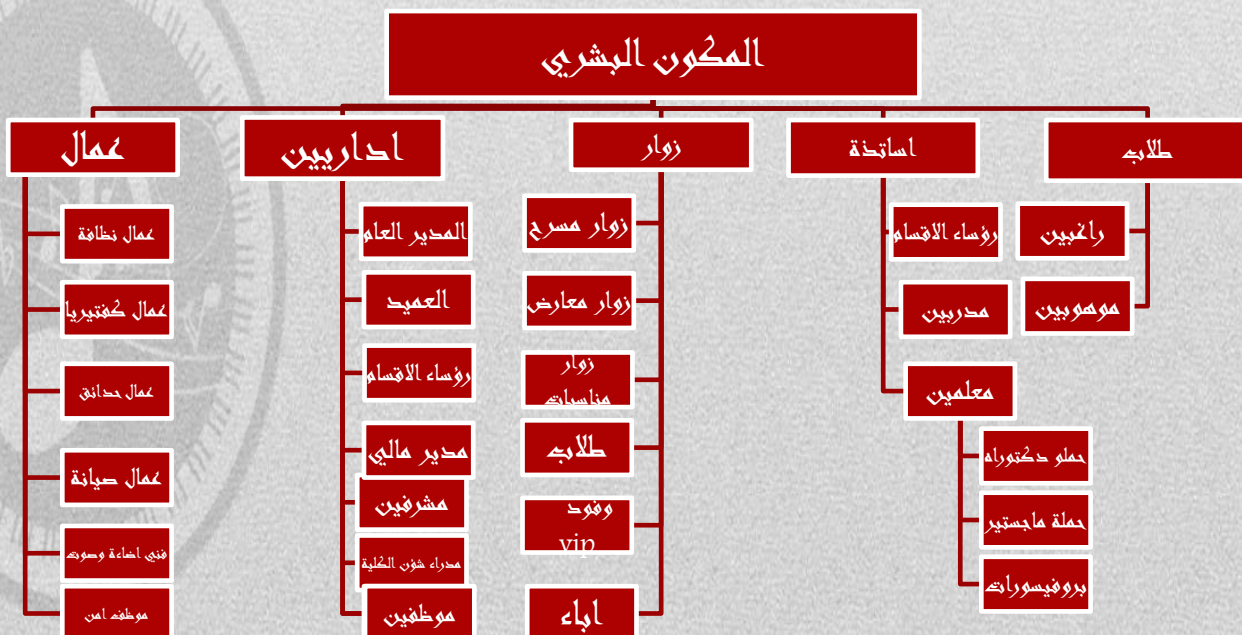 المكون البشري
طلاب
راغبين
موهوبين
اساتذة
رؤساء الاقسام
مدربين
معلمين
حملو دكتوراه
حملة ماجستير
بروفيسورات
زوار
زوار مسرح
زوار معارض
زوار
مناسبات
طلاب
وفود
vip
اباء
اداريين
المدير العام
العميد
رؤساء الاقسام
مدير مالي
مشرفين
مدراء شؤن الكلية
موظفين
عمال
عمال نظافة
عمال كفتيريا
عمال حدائق
عمال صيانة
فني اضاءة وصوت
موظف امن